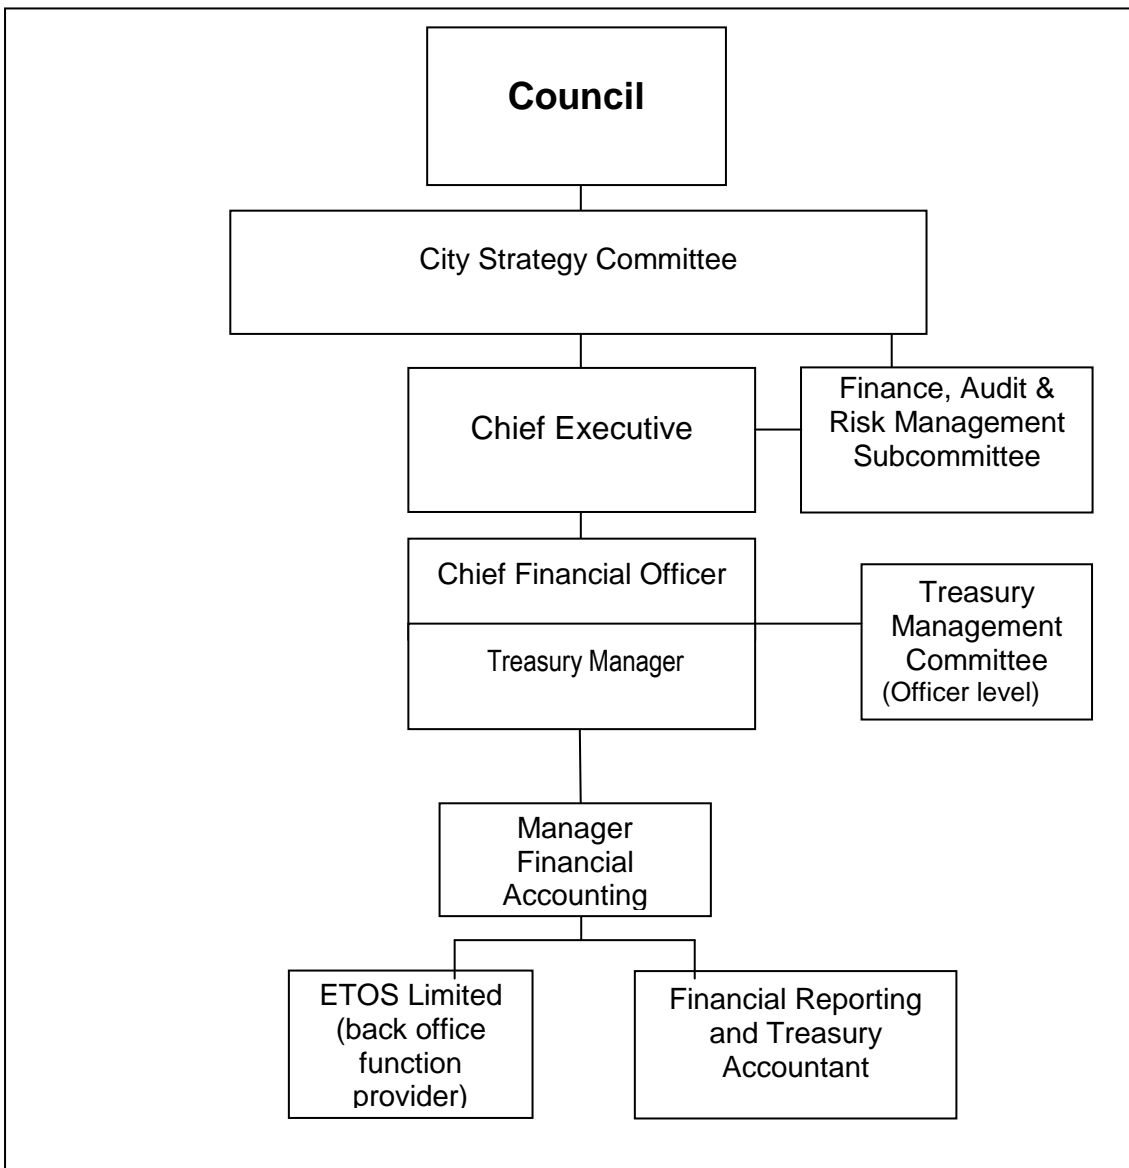 Council
City Strategy Committee
Chief Executive
Finance, Audit &
Risk Management
Subcommittee
Chief Financial Officer
Treasury Manager
Treasury
Management
Committee
(Officer level)
Manager
Financial
Accounting
ETOS Limited
(back office
function
provider)
Financial Reporting
and Treasury
Accountant